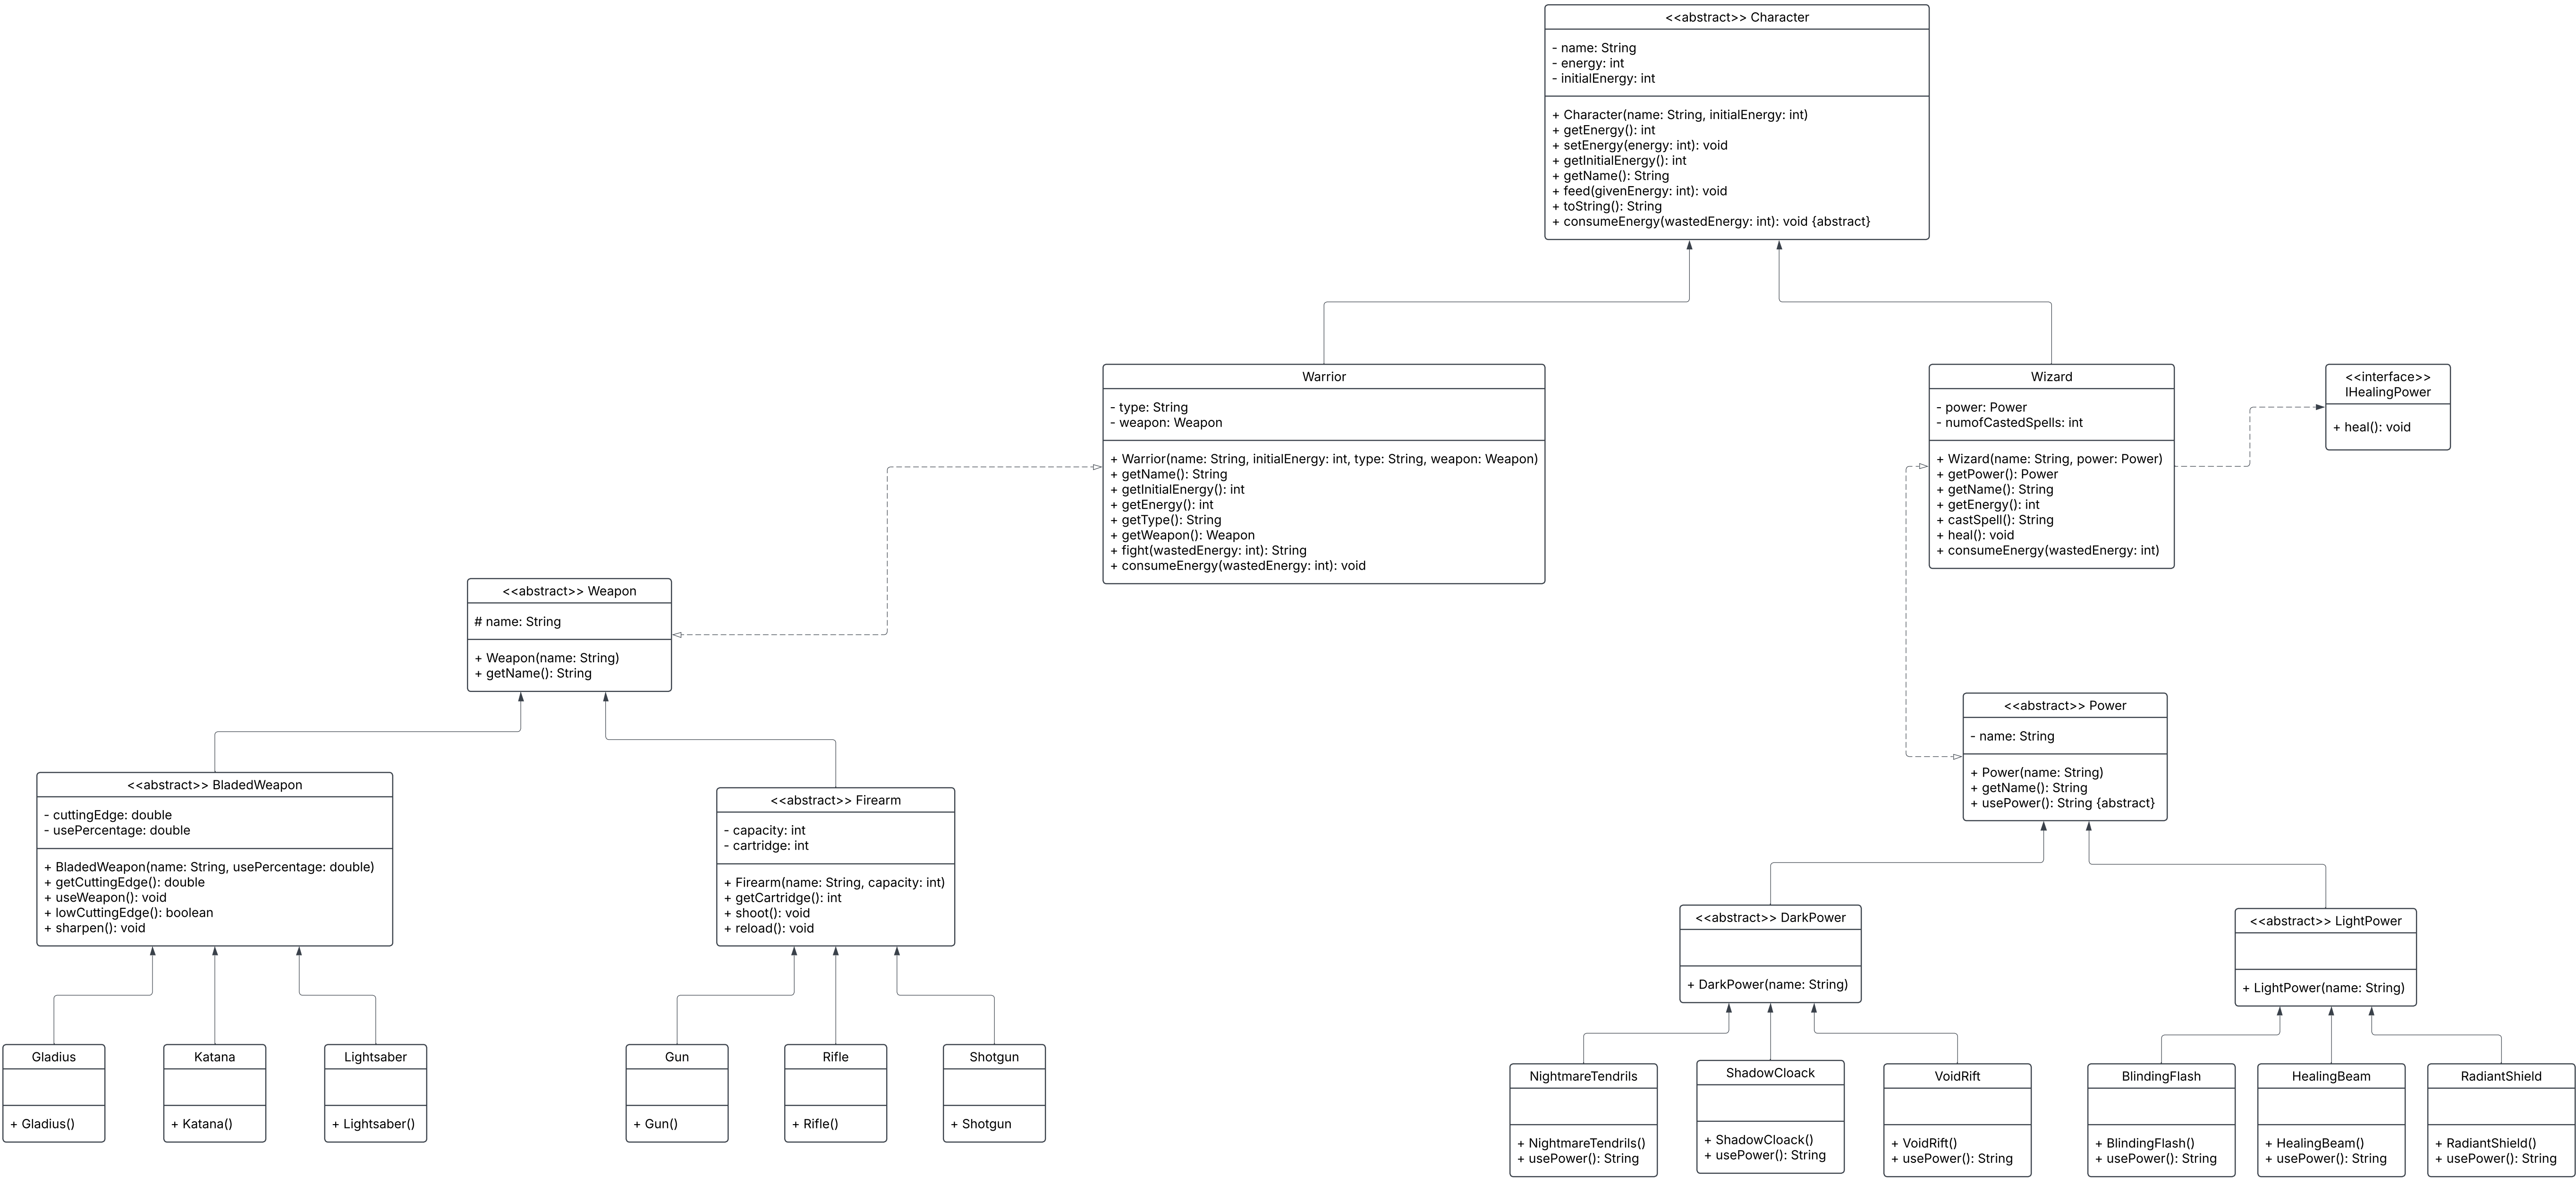 <<abstract>> Character
- name: String
- energy: int
- initialEnergy: int
+ Character(name: String, initialEnergy: int)
+ getEnergy(): int
+ setEnergy(energy: int): void
+ getInitialEnergy(): int
+ getName(): String
+ feed(givenEnergy: int): void
+ toString(): String
+ consumeEnergy(wastedEnergy: int): void {abstract}
Warrior
- type: String
- weapon: Weapon
+ Warrior(name: String, initialEnergy: int, type: String, weapon: Weapon)
+ getName(): String
+ getInitialEnergy(): int
+ getEnergy(): int
+ getType(): String
+ getWeapon(): Weapon
+ fight(wastedEnergy: int): String
+ consumeEnergy(wastedEnergy: int): void
Wizard
- power: Power
- numofCastedSpells: int
+ Wizard(name: String, power: Power)
+ getPower(): Power
+ getName(): String
+ getEnergy(): int
+ castSpell(): String
+ heal(): void
+ consumeEnergy(wastedEnergy: int)
<<interface>>
IHealingPower
+ heal(): void
<<abstract>> Weapon
# name: String
+ Weapon(name: String)
+ getName(): String
<<abstract>> Power
- name: String
+ Power(name: String)
+ getName(): String
+ usePower(): String {abstract}
<<abstract>> BladedWeapon
- cuttingEdge: double
- usePercentage: double
+ BladedWeapon(name: String, usePercentage: double)
+ getCuttingEdge(): double
+ useWeapon(): void
+ lowCuttingEdge(): boolean
+ sharpen(): void
<<abstract>> Firearm
- capacity: int
- cartridge: int
+ Firearm(name: String, capacity: int)
+ getCartridge(): int
+ shoot(): void
+ reload(): void
<<abstract>> DarkPower
+ DarkPower(name: String)
<<abstract>> LightPower
+ LightPower(name: String)
Gladius
+ Gladius()
Katana
+ Katana()
Lightsaber
+ Lightsaber()
Gun
+ Gun()
Rifle
+ Rifle()
Shotgun
+ Shotgun
NightmareTendrils
+ NightmareTendrils()
+ usePower(): String
ShadowCloack
+ ShadowCloack()
+ usePower(): String
VoidRift
+ VoidRift()
+ usePower(): String
BlindingFlash
+ BlindingFlash()
+ usePower(): String
HealingBeam
+ HealingBeam()
+ usePower(): String
RadiantShield
+ RadiantShield()
+ usePower(): String